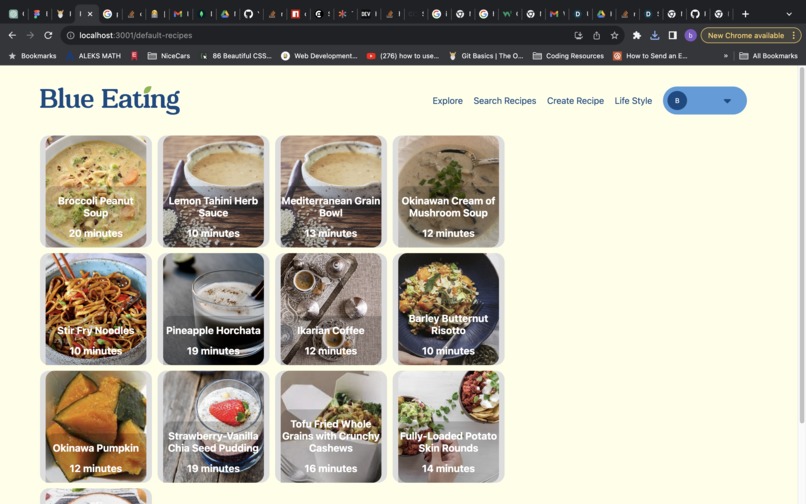 localhost:3001/default-recipes
New Chrome available
Bookmarks
ALEKS MATH
NiceCars
86 Beautiful CSS...
Web Development...
(276) how to use...
Git Basics | The O...
Coding Resources
How to Send an E...
All Bookmarks
Blue Eating
Explore
Search Recipes
Create Recipe
Life Style
B
Broccoli Peanut
Soup
20 minutes
Lemon Tahini Herb
Sauce
10 minutes
Mediterranean Grain
Bowl
13 minutes
Okinawan Cream of
Mushroom Soup
12 minutes
Stir Fry Noodles
10 minutes
Pineapple Horchata
19 minutes
Ikarian Coffee
12 minutes
Barley Butternut
Risotto
10 minutes
Okinawa Pumpkin
12 minutes
Strawberry-Vanilla
Chia Seed Pudding
19 minutes
Tofu Fried Whole
Grains with Crunchy
Cashews
16 minutes
Fully-Loaded Potato
Skin Rounds
14 minutes